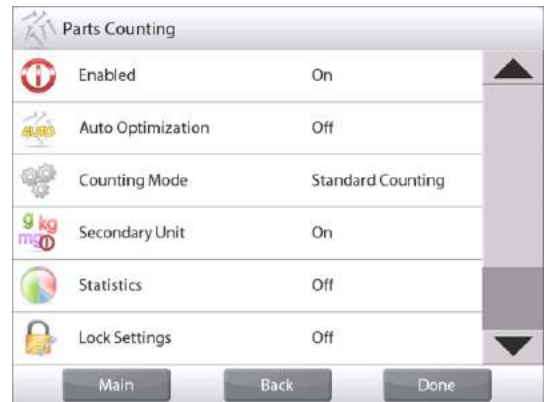 Parts Counting
Enabled On
AUTO Auto Optimization Off
Counting Mode Standard Counting
g kg mg Secondary Unit On
Statistics Off
Lock Settings Off
Main Back Done